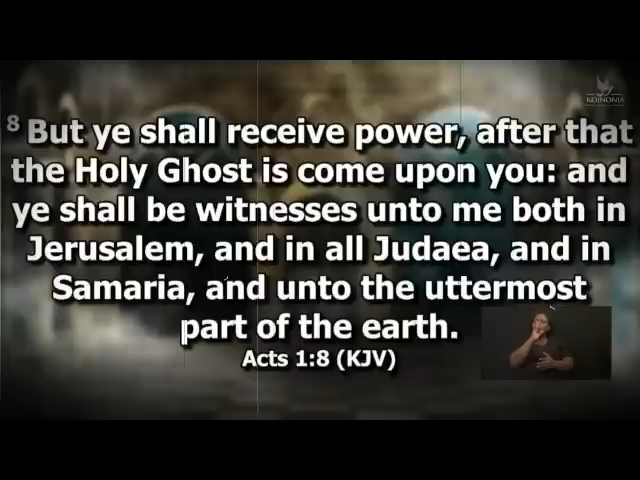 KOINONIA
8 But ye shall receive power, after that
the Holy Ghost is come upon you: and
ye shall be witnesses unto me both in
Jerusalem, and in all Judaea, and in
Samaria, and unto the uttermost
part of the earth.
Acts 1:8 (KJV)